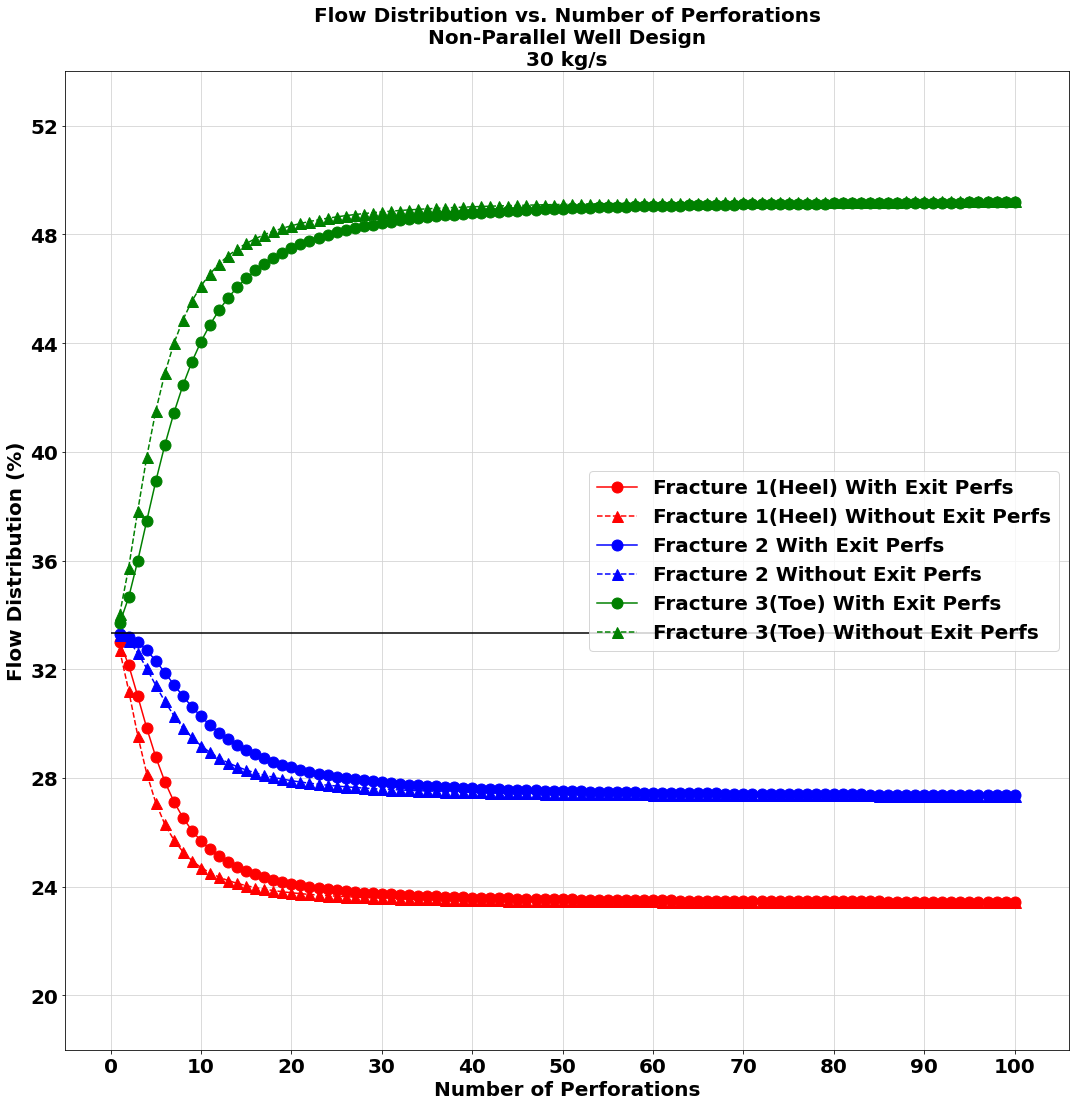 Flow Distribution vs. Number of Perforations
Non-Parallel Well Design
30 kg/s
Flow Distribution (%)
52
48
44
40
36
32
28
24
20
Fracture 1(Heel) With Exit Perfs
Fracture 1(Heel) Without Exit Perfs
Fracture 2 With Exit Perfs
Fracture 2 Without Exit Perfs
Fracture 3(Toe) With Exit Perfs
Fracture 3(Toe) Without Exit Perfs
0 10 20 30 40 50 60 70 80 90 100
Number of Perforations